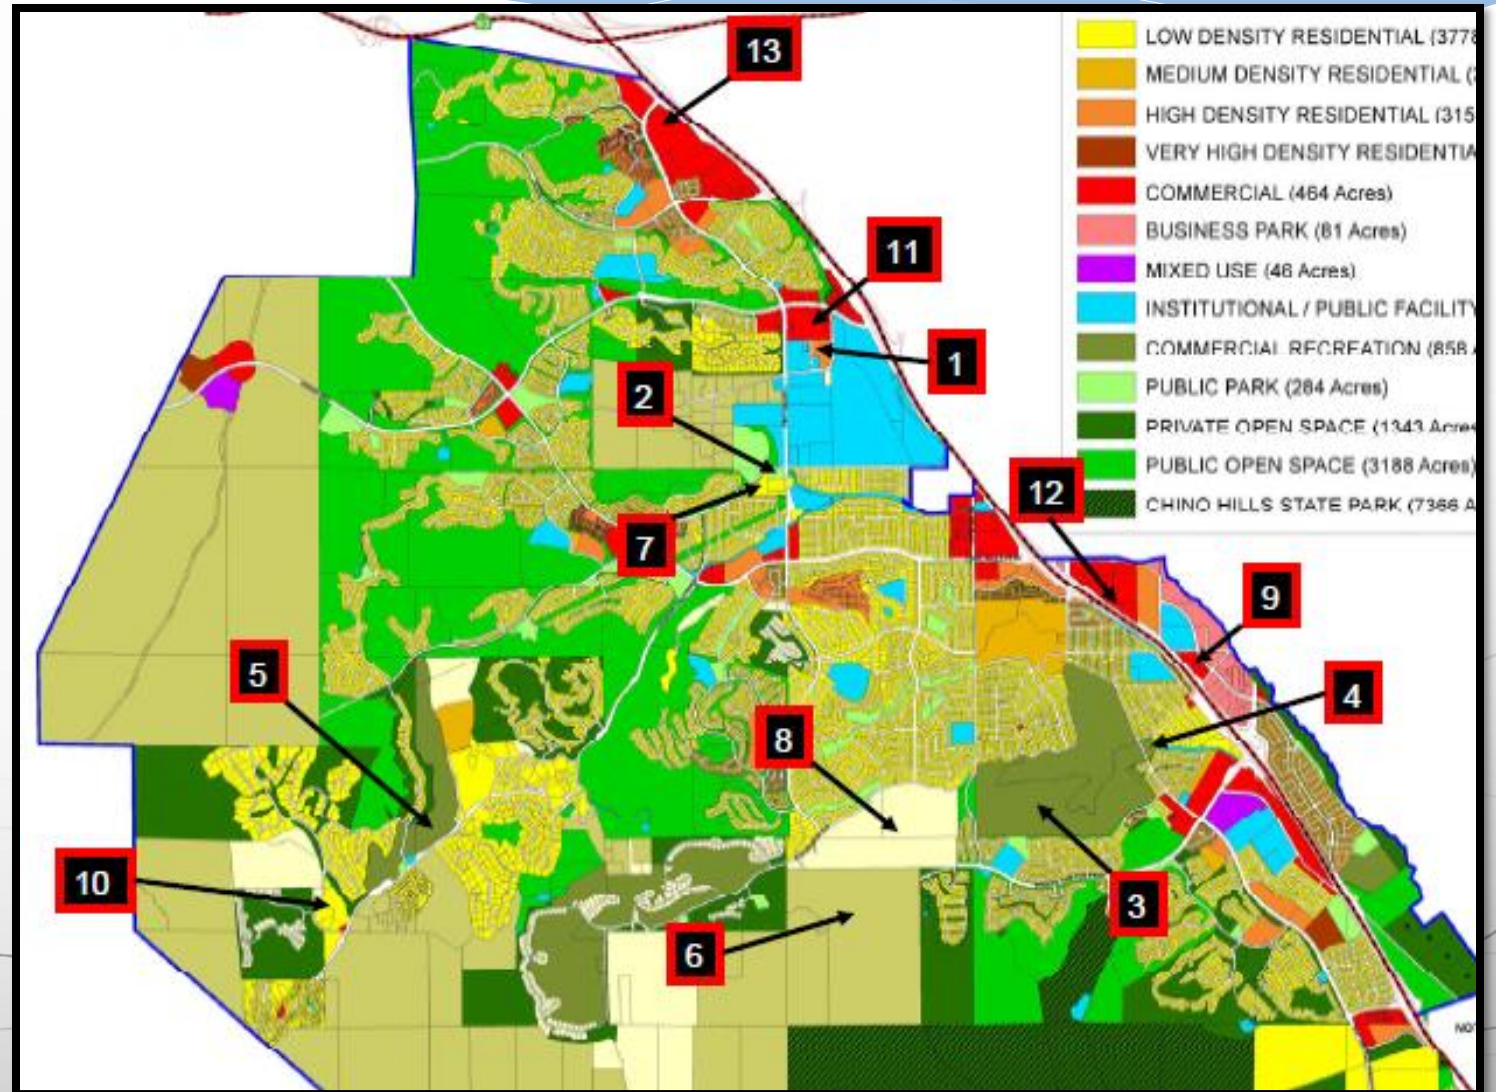 LOW DENSITY RESIDENTIAL (3778
MEDIUM DENSITY RESIDENTIAL (
HIGH DENSITY RESIDENTIAL (315
VERY HIGH DENSITY RESIDENTIA
COMMERCIAL (464 Acres)
BUSINESS PARK (81 Acres)
MIXED USE (46 Acres)
INSTITUTIONAL / PUBLIC FACILITY
COMMERCIAL RECREATION (858
PUBLIC PARK (284 Acres)
PRIVATE OPEN SPACE (1343 Acres
PUBLIC OPEN SPACE (3188 Acres)
CHINO HILLS STATE PARK (7366 A
13
11
1
2
12
7
9
5
4
8
10
3
6
NO